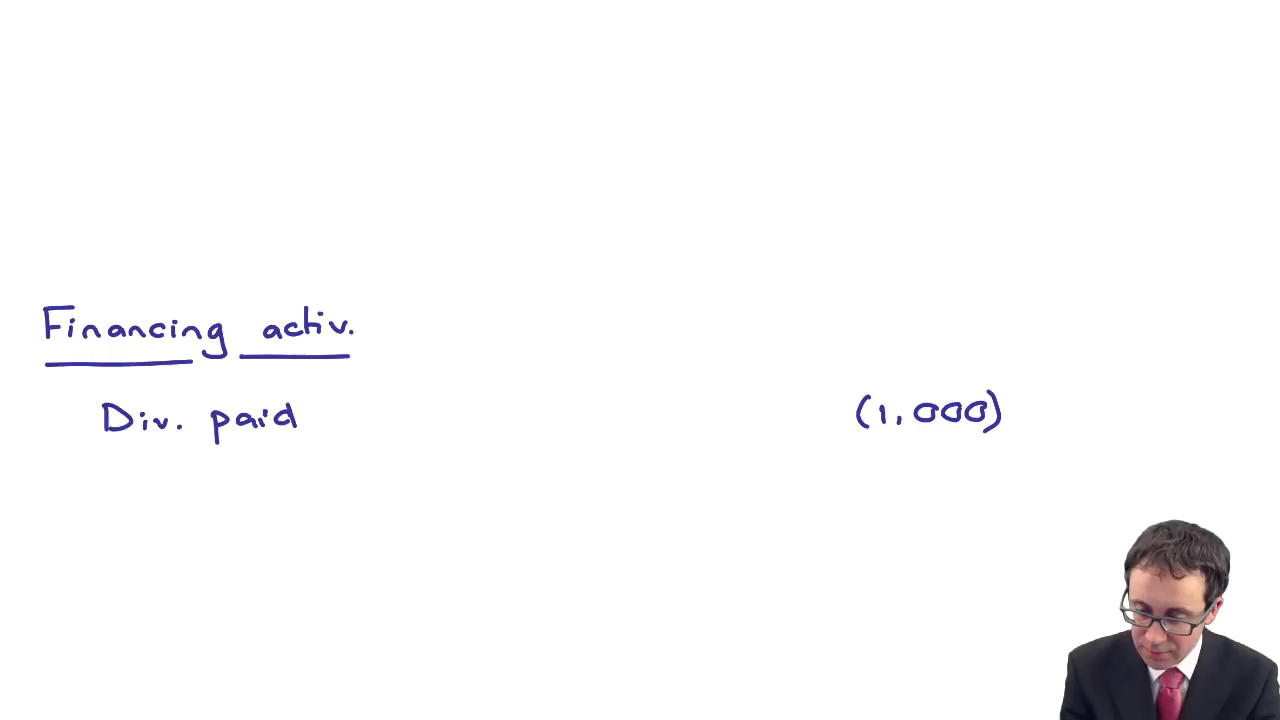 Financing activ.
Div. paid (1,000)